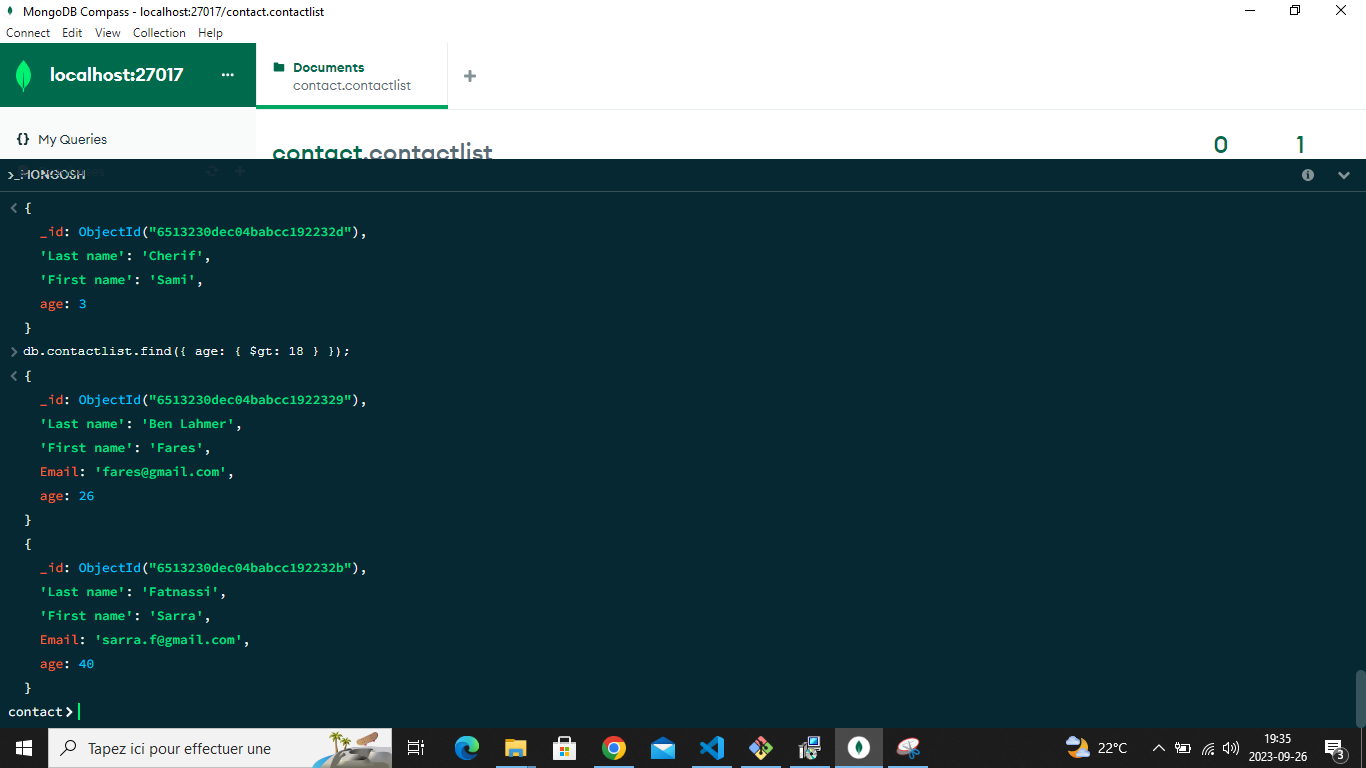 MongoDB Compass - localhost:27017/contact.contactlist
Connect Edit View Collection Help
localhost:27017 ...
Documents
contact.contactlist
{} My Queries
contact.contactlist 0 1
>_MONGOSH
{
_id: ObjectId("6513230dec04babcc192232d"),
'Last name': 'Cherif',
'First name': 'Sami',
age: 3
}
db.contactlist.find({ age: { $gt: 18 } });
{
_id: ObjectId("6513230dec04babcc1922329"),
'Last name': 'Ben Lahmer',
'First name': 'Fares',
Email: 'fares@gmail.com',
age: 26
}
{
_id: ObjectId("6513230dec04babcc192232b"),
'Last name': 'Fatnassi',
'First name': 'Sarra',
Email: 'sarra.f@gmail.com',
age: 40
}
contact>
Tapez ici pour effectuer une
22°C
19:35
2023-09-26
3